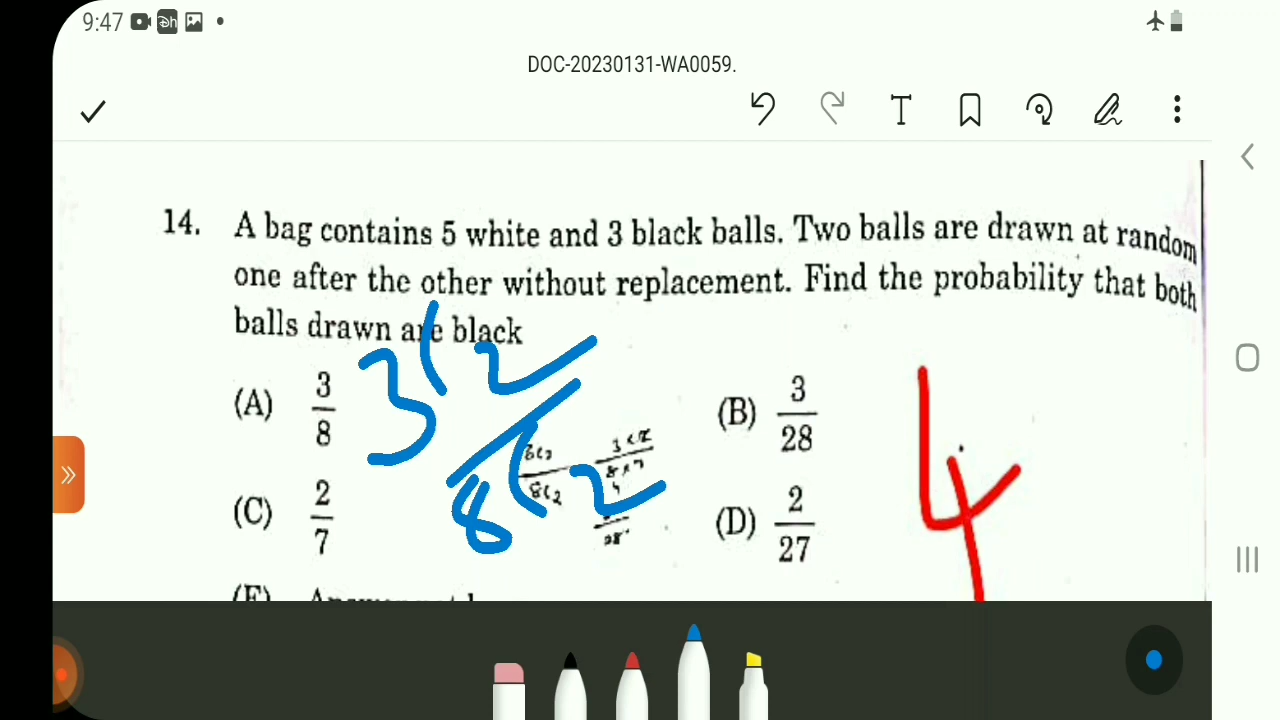 9:47
DOC-20230131-WA0059.
14. A bag contains 5 white and 3 black balls. Two balls are drawn at random
one after the other without replacement. Find the probability that both
balls drawn are black
(A) 3/8
(B) 3/28
3C2
8C2
(C) 2/7
(D) 2/27
4
(E)